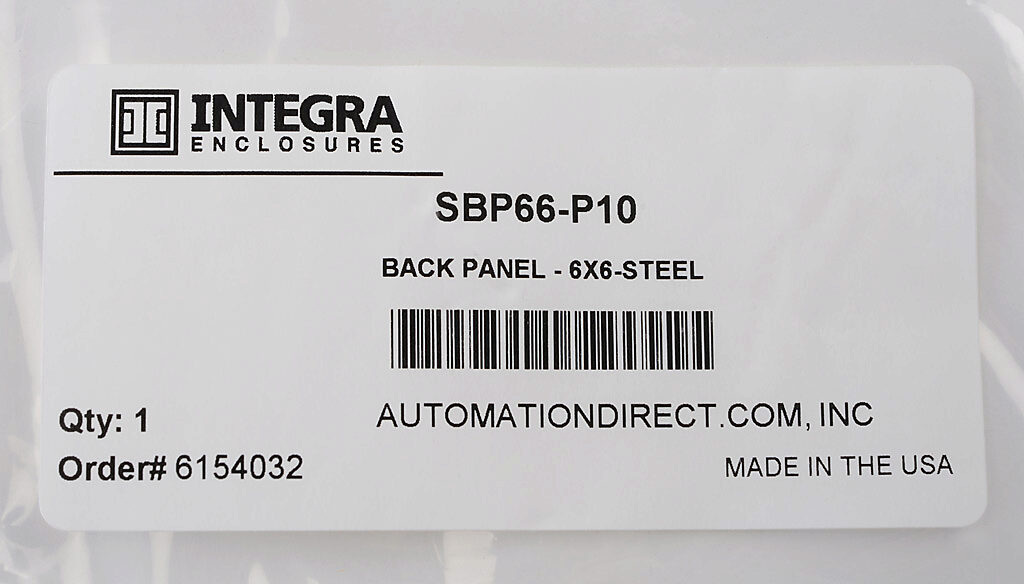 INTEGRA
ENCLOSURES
SBP66-P10
BACK PANEL - 6X6-STEEL
Qty: 1
AUTOMATIONDIRECT.COM, INC
Order# 6154032
MADE IN THE USA